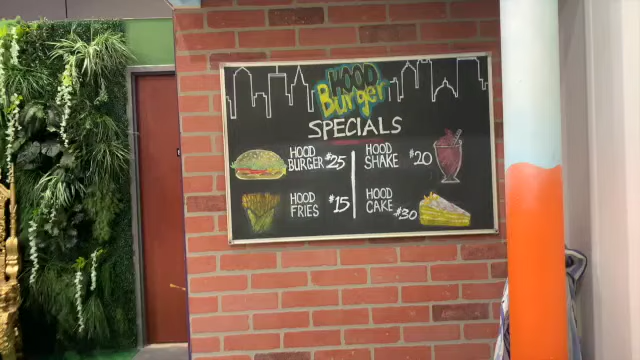 HOOD
Burger
SPECIALS
HOOD
BURGER $25
HOOD
FRIES $15
HOOD
SHAKE $20
HOOD
CAKE $30